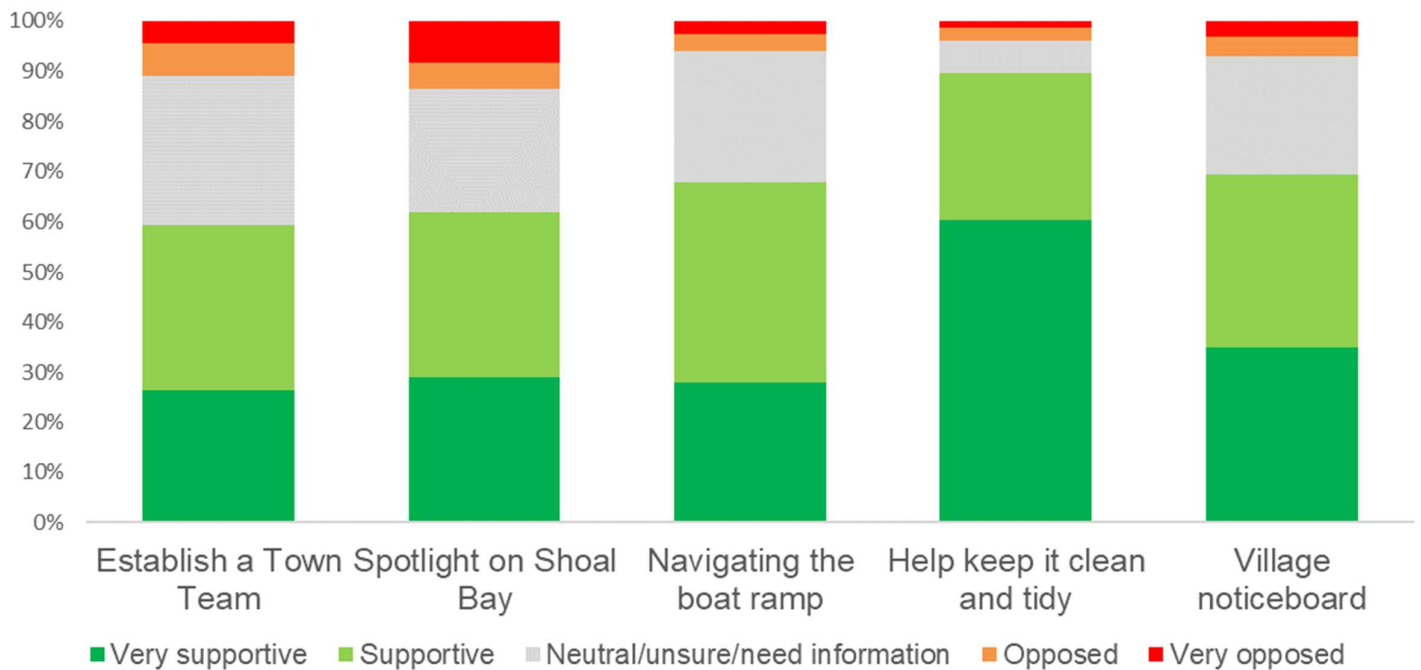 100%
90%
80%
70%
60%
50%
40%
30%
20%
10%
0%
Establish a Town
Team
Spotlight on Shoal
Bay
Navigating the
boat ramp
Help keep it clean
and tidy
Village
noticeboard
Very supportive
Supportive
Neutral/unsure/need information
Opposed
Very opposed